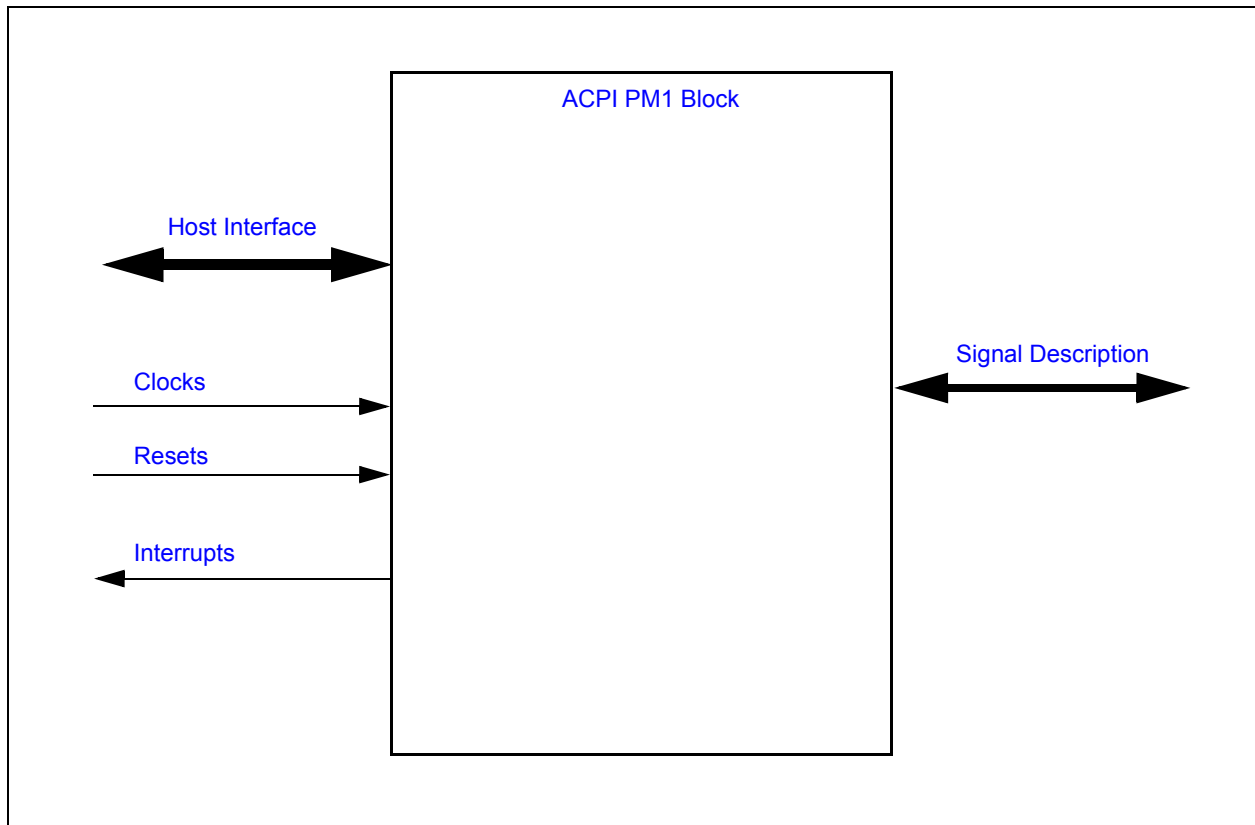 ACPI PM1 Block
Host Interface
Signal Description
Clocks
Resets
Interrupts